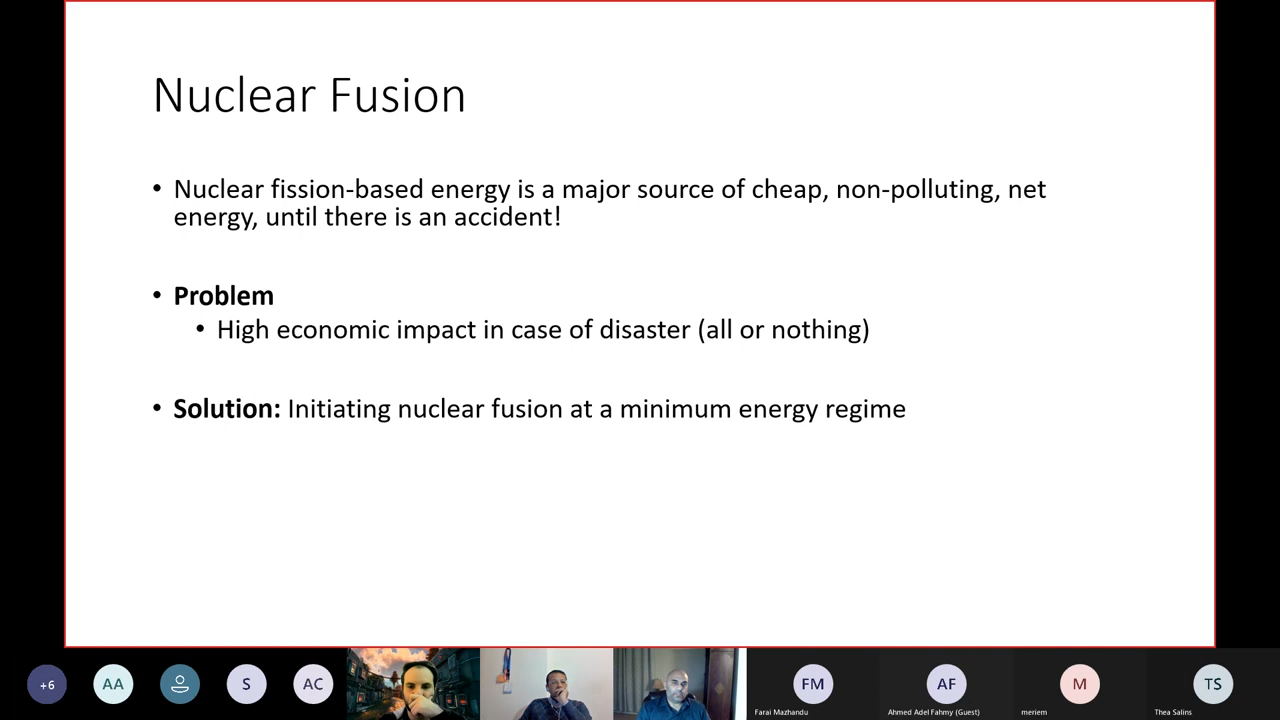 Nuclear Fusion
• Nuclear fission-based energy is a major source of cheap, non-polluting, net
energy, until there is an accident!
• Problem
• High economic impact in case of disaster (all or nothing)
• Solution: Initiating nuclear fusion at a minimum energy regime
+6
AA
S
AC
FM
AF
M
TS
Farai Mazhandu
Ahmed Adel Fahmy (Guest)
meriem
Thea Salins